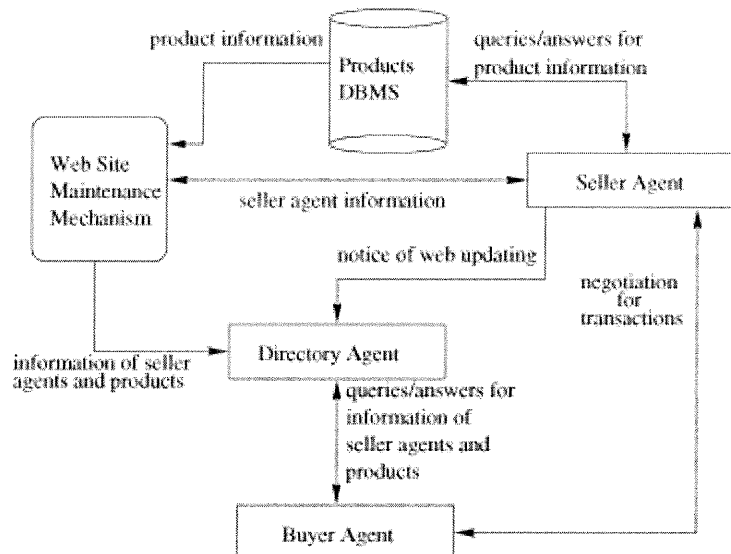 product information
Products
DBMS
queries/answers for
product information
Web Site
Maintenance
Mechanism
Seller Agent
seller agent information
notice of web updating
negotiation
for
transactions
Directory Agent
information of seller
agents and products
queries/answers for
information of
seller agents and
products
Buyer Agent